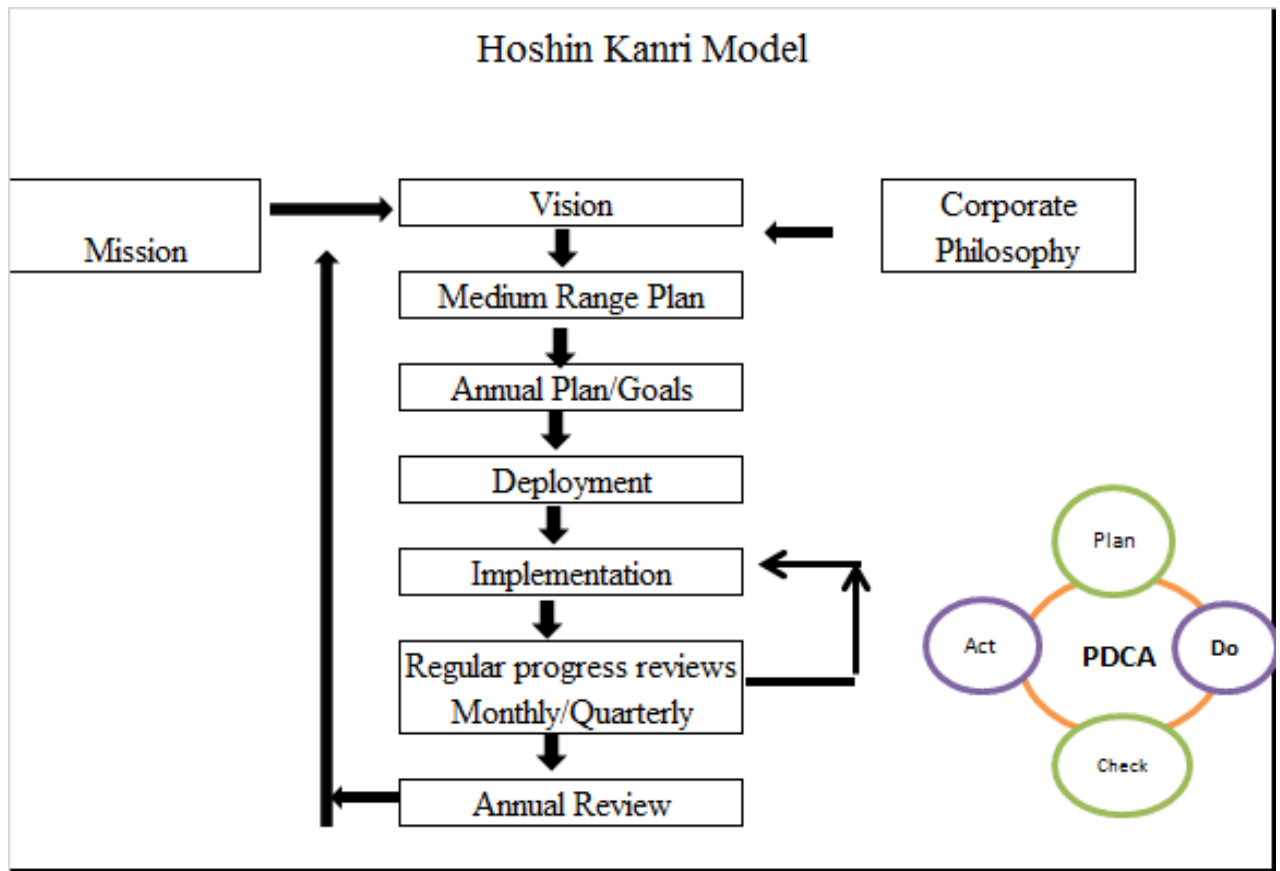 Hoshin Kanri Model
Mission
Vision
Corporate
Philosophy
Medium Range Plan
Annual Plan/Goals
Deployment
Implementation
Regular progress reviews
Monthly/Quarterly
Annual Review
Plan
Act
PDCA
Do
Check